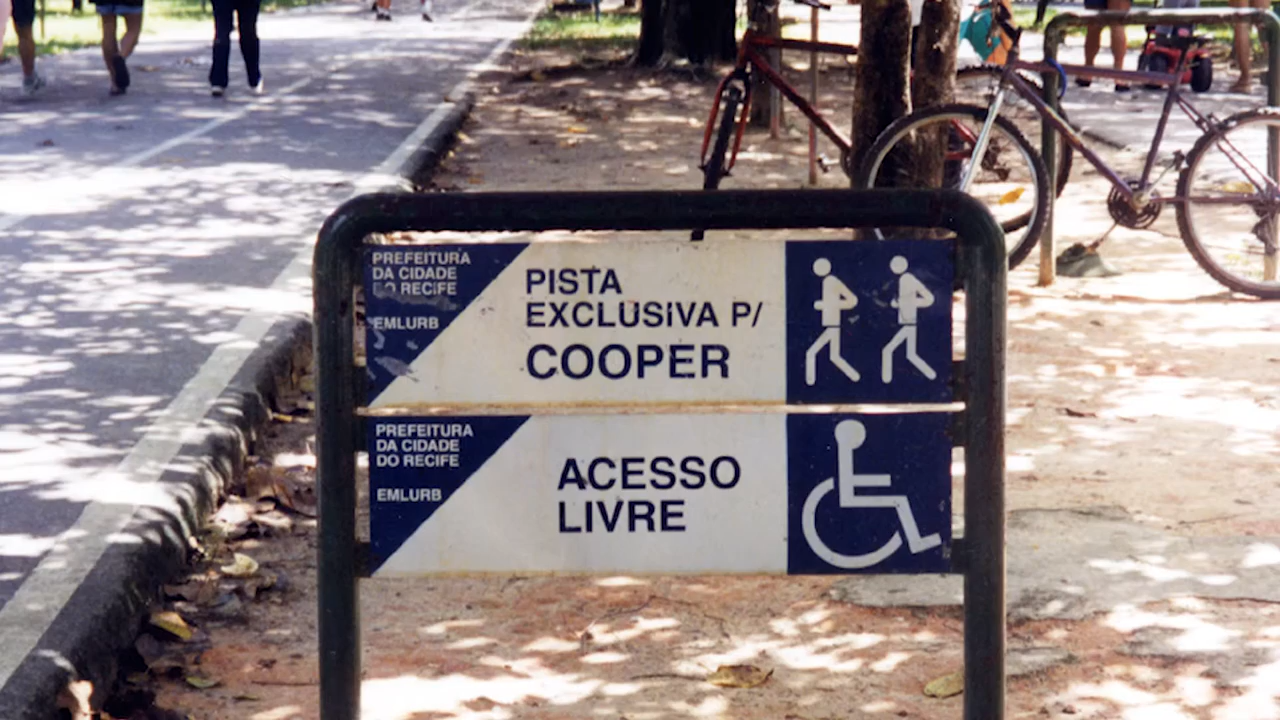 PREFEITURA
DA CIDADE
DO RECIFE
EMLURB
PISTA
EXCLUSIVA P/
COOPER
PREFEITURA
DA CIDADE
DO RECIFE
EMLURB
ACESSO
LIVRE